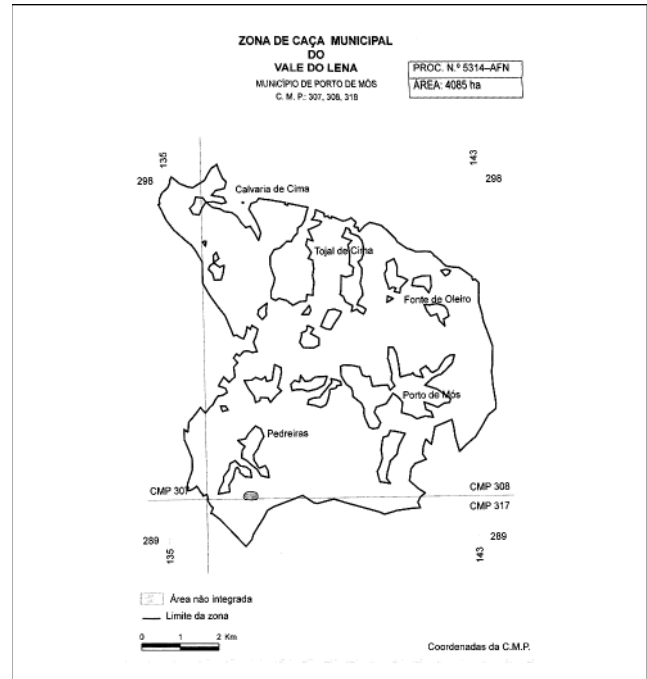 ZONA DE CAÇA MUNICIPAL
DO
VALE DO LENA
MUNICÍPIO DE PORTO DE MÓS
C. M. P.: 307, 308, 318
PROC. N.º 5314–AFN
ÁREA: 4085 ha
135
143
298
298
Calvaria de Cima
Tojal de Cima
Fonte de Oleiro
Porto de Mós
Pedreiras
CMP 307
CMP 308
CMP 317
289
289
135
143
Área não integrada
Limite da zona
0 1 2 Km
Coordenadas da C.M.P.